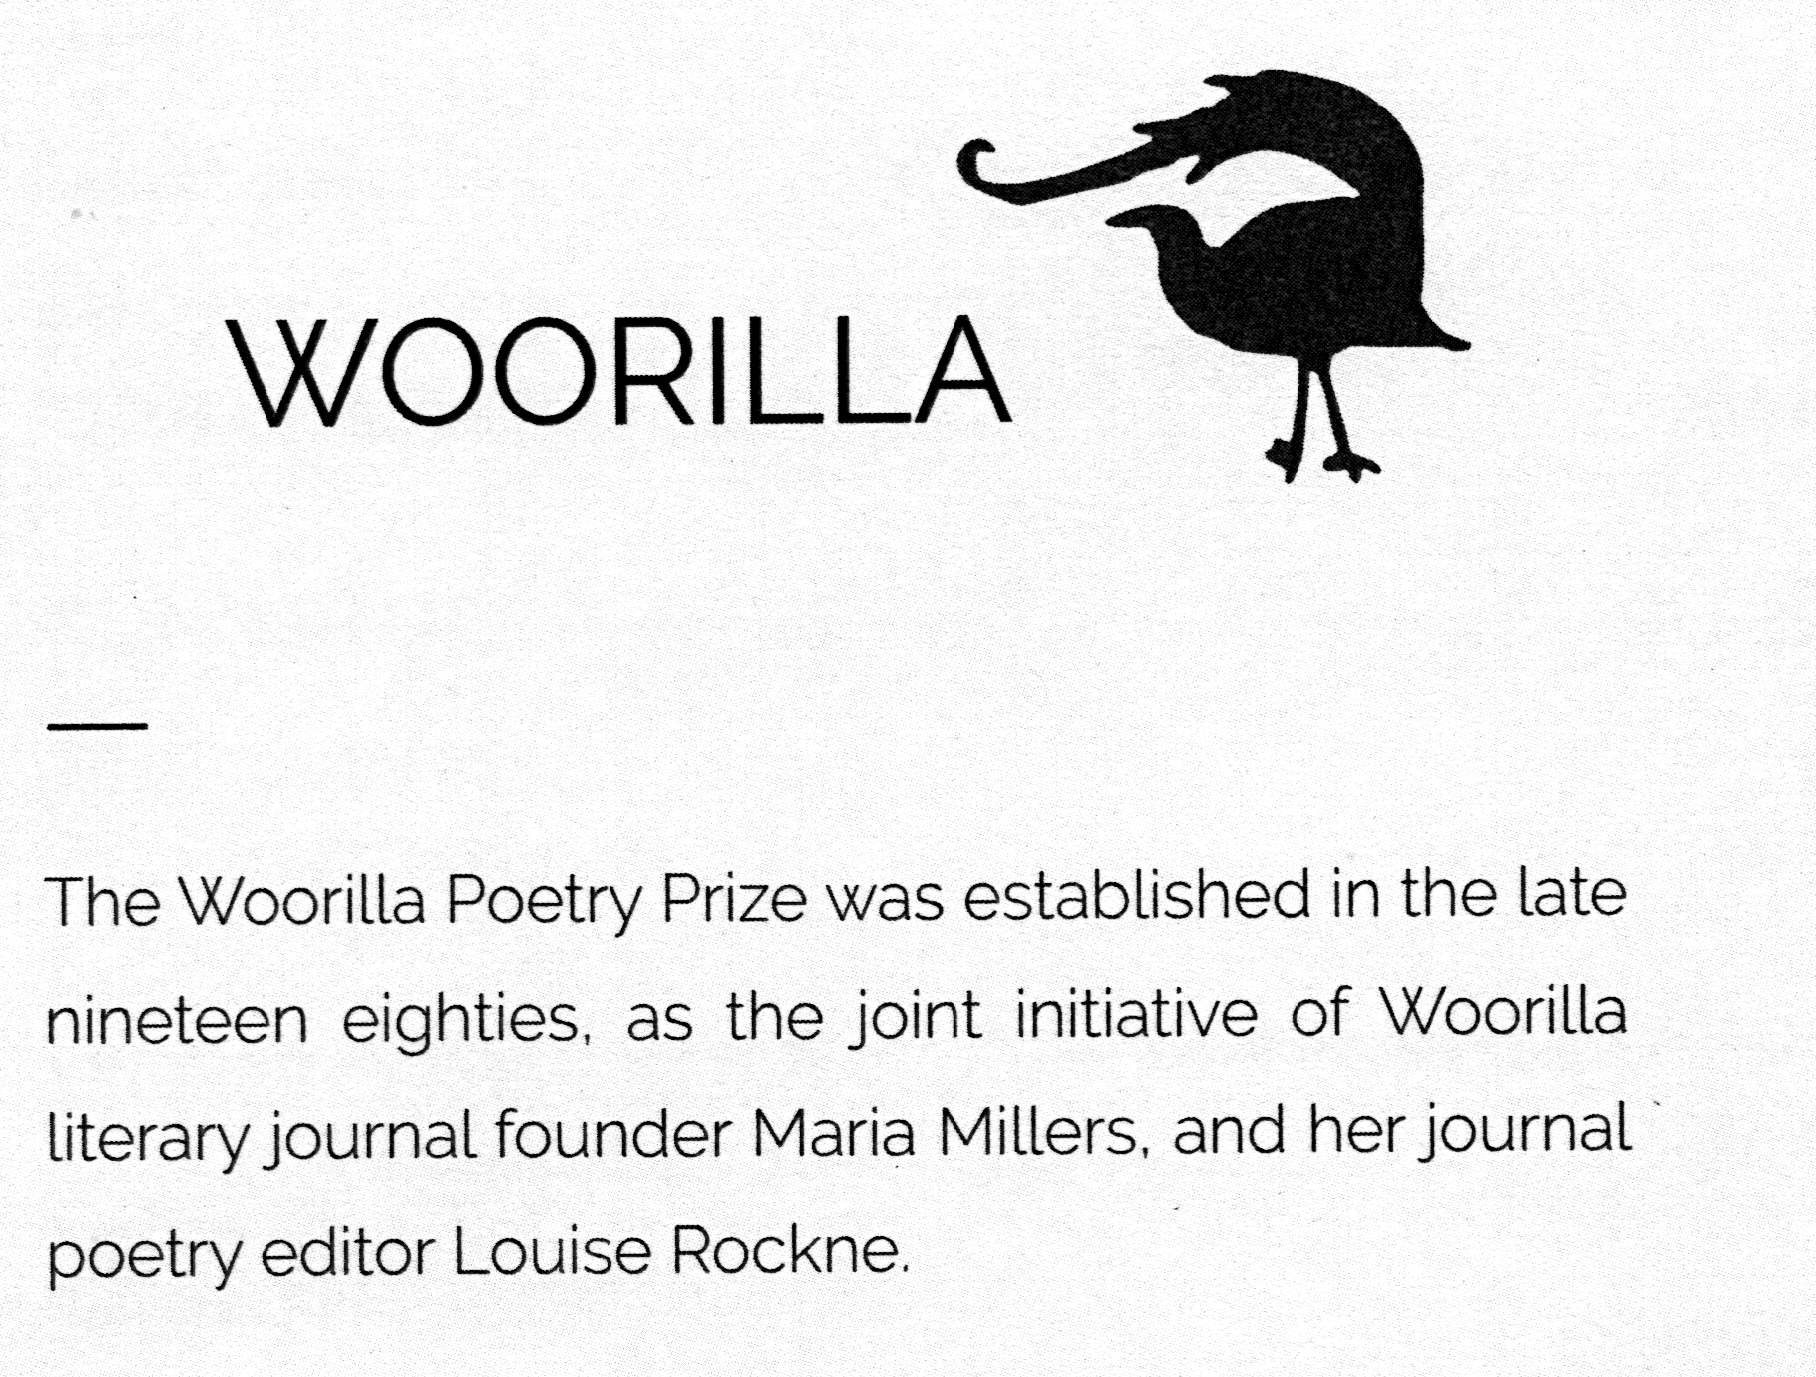 WOORILLA
The Woorilla Poetry Prize was established in the late
nineteen eighties, as the joint initiative of Woorilla
literary journal founder Maria Millers, and her journal
poetry editor Louise Rockne.